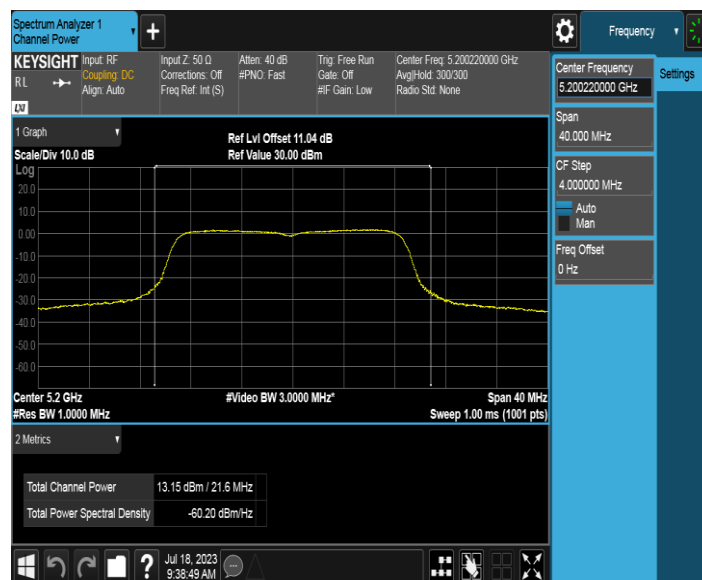 Spectrum Analyzer 1
Channel Power
+
Frequency
KEYSIGHT
RL
LXI
Input: RF
Coupling: DC
Align: Auto
Input Z: 50 Ω
Corrections: Off
Freq Ref: Int (S)
Atten: 40 dB
#PNO: Fast
Trig: Free Run
Gate: Off
#IF Gain: Low
Center Freq: 5.200220000 GHz
Avg|Hold: 300/300
Radio Std: None
Center Frequency
5.200220000 GHz
Settings
Span
40.000 MHz
CF Step
4.000000 MHz
Auto
Man
Freq Offset
0 Hz
1 Graph
Scale/Div 10.0 dB
Ref Lvl Offset 11.04 dB
Ref Value 30.00 dBm
Log
20.0
10.0
0.00
-10.0
-20.0
-30.0
-40.0
-50.0
-60.0
Center 5.2 GHz
#Video BW 3.0000 MHz*
Span 40 MHz
#Res BW 1.0000 MHz
Sweep 1.00 ms (1001 pts)
2 Metrics
Total Channel Power 13.15 dBm / 21.6 MHz
Total Power Spectral Density -60.20 dBm/Hz
?
Jul 18, 2023
9:38:49 AM